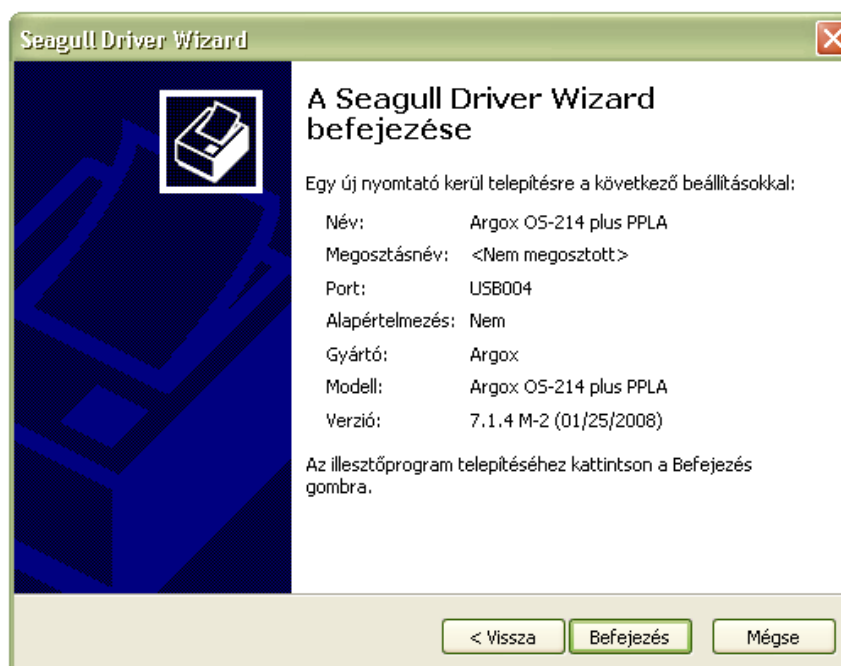 Seagull Driver Wizard
A Seagull Driver Wizard
befejezése
Egy új nyomtató kerül telepítésre a következő beállításokkal:
Név: Argox OS-214 plus PPLA
Megosztásnév: <Nem megosztott>
Port: USB004
Alapértelmezés: Nem
Gyártó: Argox
Modell: Argox OS-214 plus PPLA
Verzió: 7.1.4 M-2 (01/25/2008)
Az illesztőprogram telepítéséhez kattintson a Befejezés
gombra.
< Vissza Befejezés Mégse